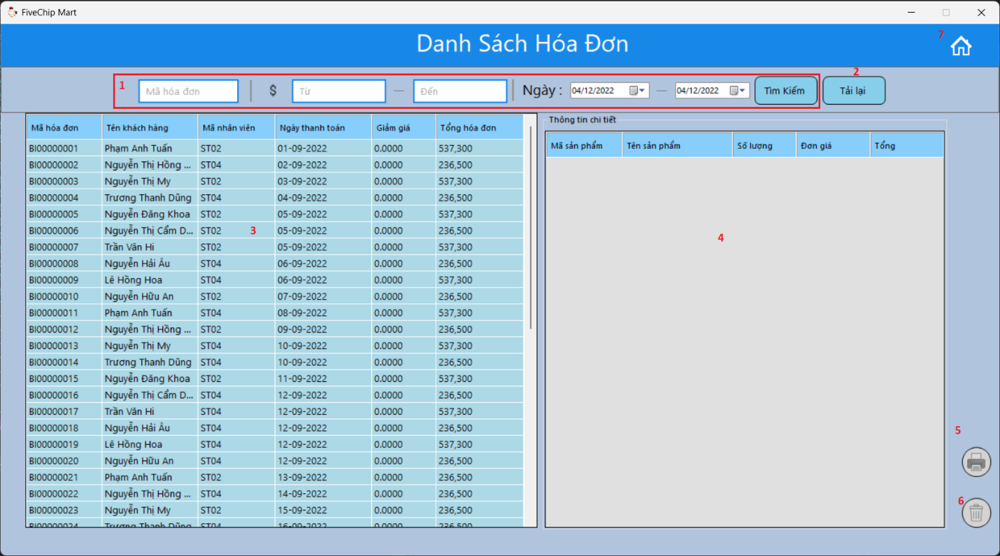 FiveChip Mart
Danh Sách Hóa Đơn
7
1 Mã hóa đơn $ Từ — Đến Ngày : 04/12/2022 — 04/12/2022 Tìm Kiếm
2
Tải lại
Mã hóa đơn Tên khách hàng Mã nhân viên Ngày thanh toán Giảm giá Tổng hóa đơn
BI00000001 Phạm Anh Tuấn ST02 01-09-2022 0.0000 537,300
BI00000002 Nguyễn Thị Hồng ... ST04 02-09-2022 0.0000 236,500
BI00000003 Nguyễn Thị My ST02 03-09-2022 0.0000 537,300
BI00000004 Trương Thanh Dũng ST04 04-09-2022 0.0000 236,500
BI00000005 Nguyễn Đăng Khoa ST02 05-09-2022 0.0000 537,300
BI00000006 Nguyễn Thị Cẩm D... ST02 3 05-09-2022 0.0000 236,500
BI00000007 Trần Văn Hi ST02 05-09-2022 0.0000 537,300
BI00000008 Nguyễn Hải Âu ST04 06-09-2022 0.0000 236,500
BI00000009 Lê Hồng Hoa ST04 06-09-2022 0.0000 537,300
BI00000010 Nguyễn Hữu An ST02 07-09-2022 0.0000 236,500
BI00000011 Phạm Anh Tuấn ST04 08-09-2022 0.0000 537,300
BI00000012 Nguyễn Thị Hồng ... ST02 09-09-2022 0.0000 236,500
BI00000013 Nguyễn Thị My ST04 10-09-2022 0.0000 537,300
BI00000014 Trương Thanh Dũng ST04 10-09-2022 0.0000 236,500
BI00000015 Nguyễn Đăng Khoa ST02 11-09-2022 0.0000 537,300
BI00000016 Nguyễn Thị Cẩm D... ST04 12-09-2022 0.0000 236,500
BI00000017 Trần Văn Hi ST04 12-09-2022 0.0000 537,300
BI00000018 Nguyễn Hải Âu ST04 12-09-2022 0.0000 236,500
BI00000019 Lê Hồng Hoa ST04 12-09-2022 0.0000 537,300
BI00000020 Nguyễn Hữu An ST04 12-09-2022 0.0000 236,500
BI00000021 Phạm Anh Tuấn ST02 13-09-2022 0.0000 236,500
BI00000022 Nguyễn Thị Hồng ... ST04 14-09-2022 0.0000 236,500
BI00000023 Nguyễn Thị My ST02 15-09-2022 0.0000 236,500
BI00000024 Trương Thanh Dũng ST04 16-09-2022 0.0000 236,500
Thông tin chi tiết
Mã sản phẩm Tên sản phẩm Số lượng Đơn giá Tổng
4
5
6